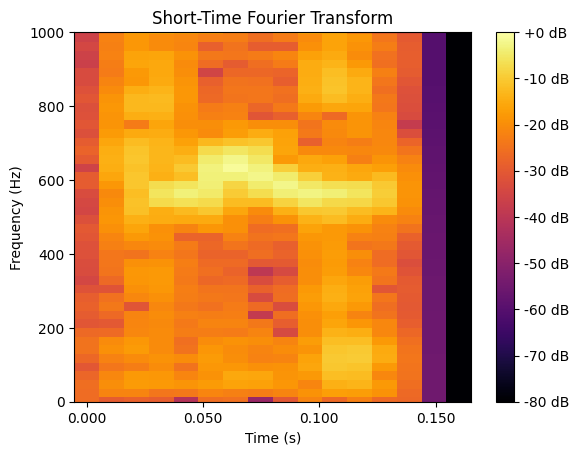 Short-Time Fourier Transform
1000
800
600
400
200
0
Frequency (Hz)
0.000
0.050
0.100
0.150
Time (s)
+0 dB
-10 dB
-20 dB
-30 dB
-40 dB
-50 dB
-60 dB
-70 dB
-80 dB